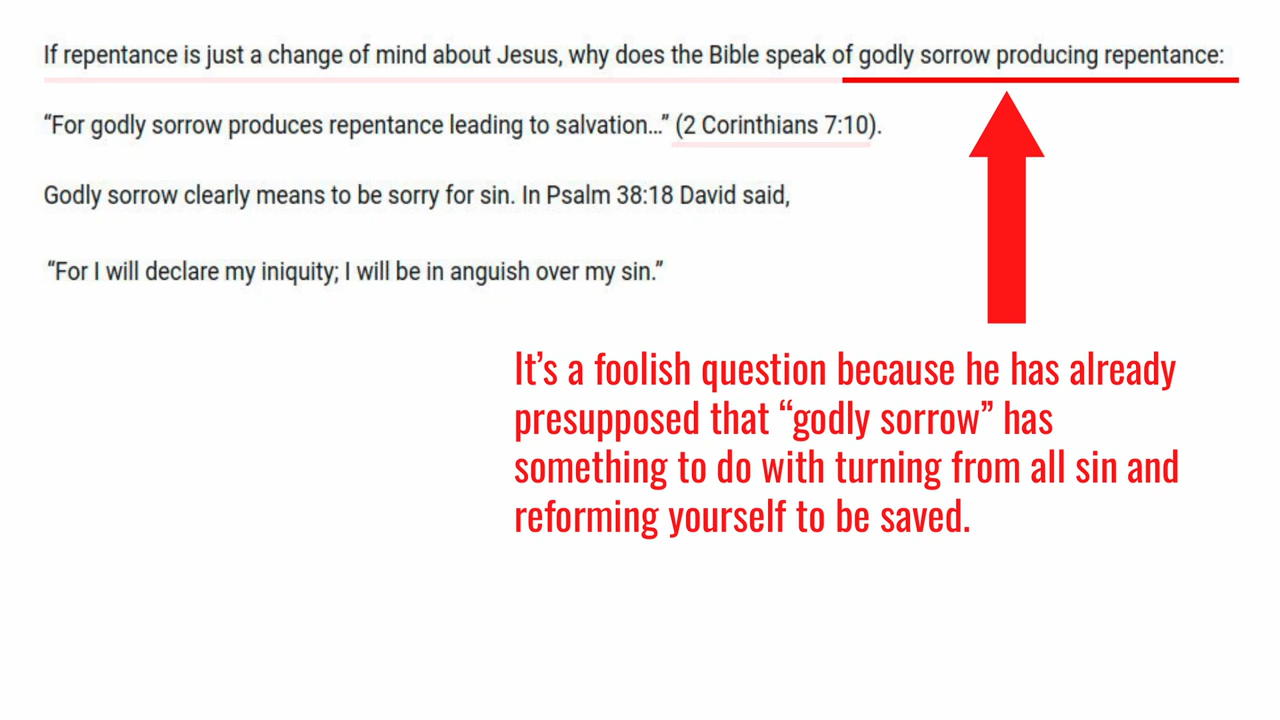 If repentance is just a change of mind about Jesus, why does the Bible speak of godly sorrow producing repentance:
“For godly sorrow produces repentance leading to salvation…” (2 Corinthians 7:10).
Godly sorrow clearly means to be sorry for sin. In Psalm 38:18 David said,
“For I will declare my iniquity; I will be in anguish over my sin.”
It’s a foolish question because he has already
presupposed that “godly sorrow” has
something to do with turning from all sin and
reforming yourself to be saved.